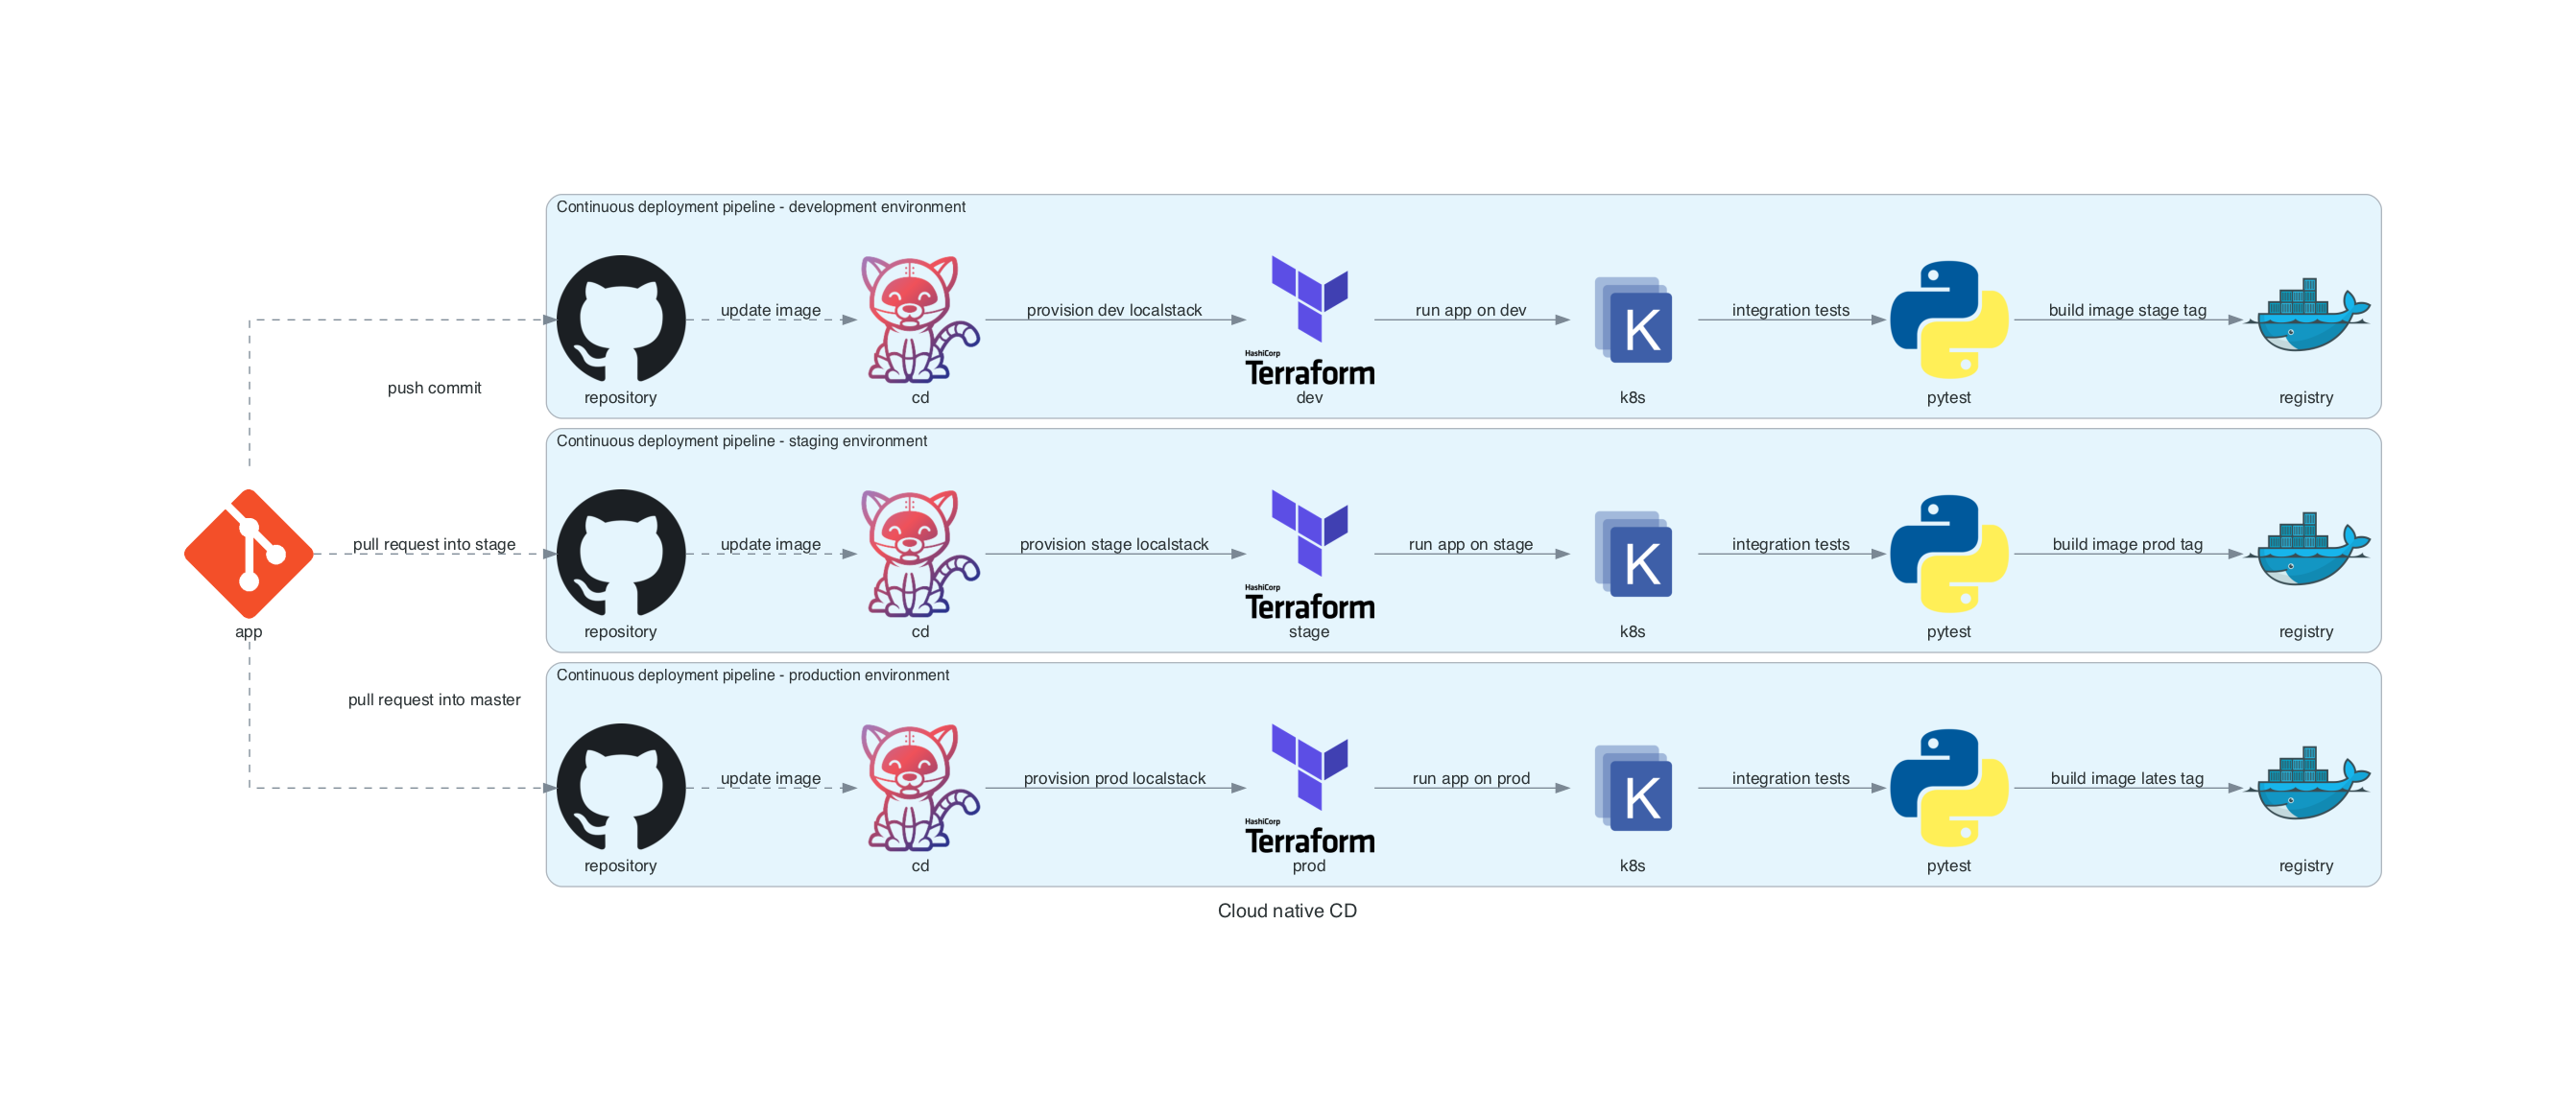 Continuous deployment pipeline - development environment
update image
provision dev localstack
run app on dev
integration tests
build image stage tag
HashiCorp
Terraform
K
repository
cd
dev
k8s
pytest
registry
push commit
Continuous deployment pipeline - staging environment
pull request into stage
update image
provision stage localstack
run app on stage
integration tests
build image prod tag
HashiCorp
Terraform
K
app
repository
cd
stage
k8s
pytest
registry
pull request into master
Continuous deployment pipeline - production environment
update image
provision prod localstack
run app on prod
integration tests
build image lates tag
HashiCorp
Terraform
K
repository
cd
prod
k8s
pytest
registry
Cloud native CD